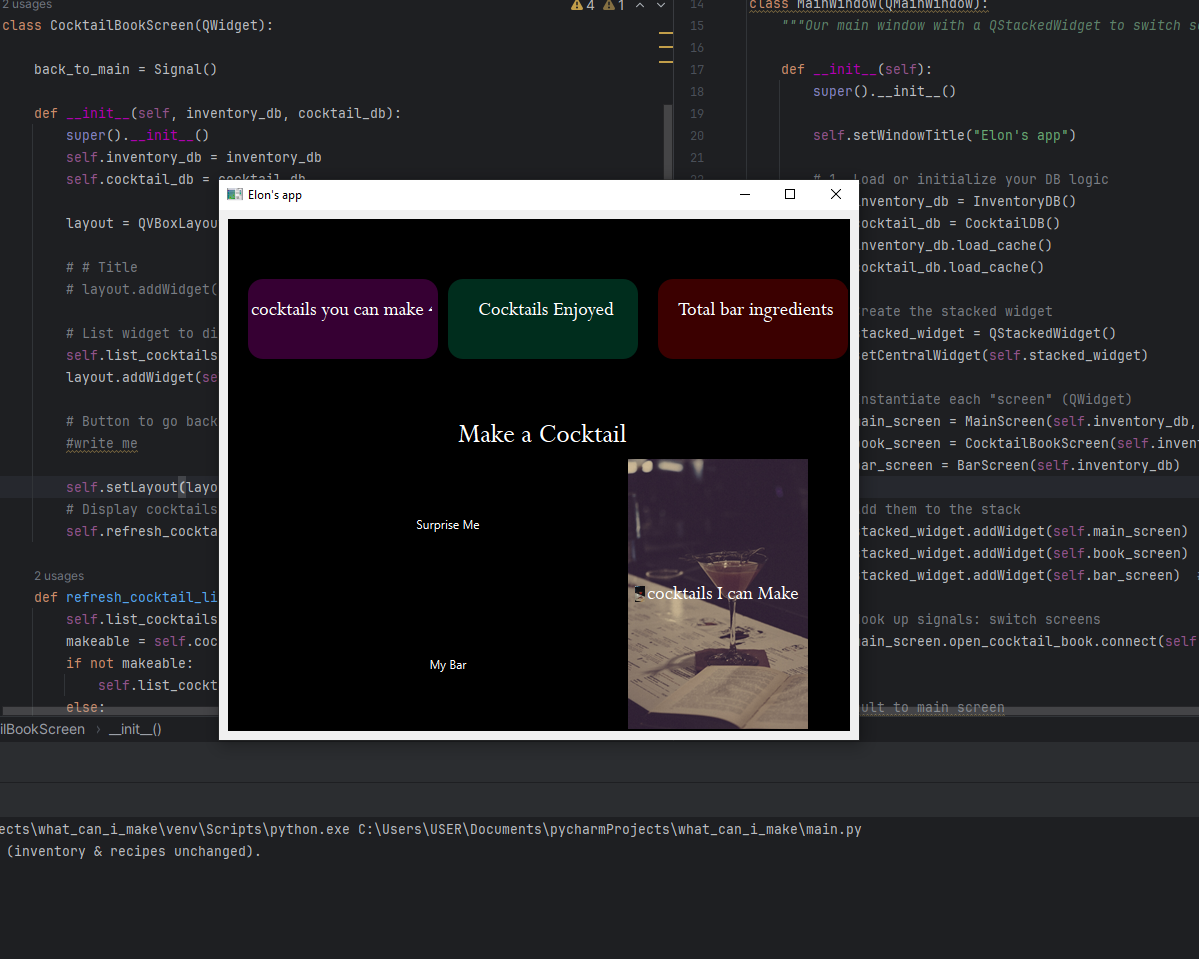 2 usages
4 1
class CocktailBookScreen(QWidget):
back_to_main = Signal()
def __init__(self, inventory_db, cocktail_db):
super().__init__()
self.inventory_db = inventory_db
self.cocktail_db = cocktail_db
layout = QVBoxLayou
# # Title
# layout.addWidget(
# List widget to di
self.list_cocktails
layout.addWidget(se
# Button to go back
#write me
self.setLayout(layo
# Display cocktails
self.refresh_cockta
2 usages
def refresh_cocktail_li
self.list_cocktails
makeable = self.coc
if not makeable:
self.list_cockt
else:
ilBookScreen › __init__()
14 class MainWindow(QMainWindow):
15 """Our main window with a QStackedWidget to switch s
16
17 def __init__(self):
18 super().__init__()
19
20 self.setWindowTitle("Elon's app")
21
22 # 1. Load or initialize your DB logic
nventory_db = InventoryDB()
ocktail_db = CocktailDB()
nventory_db.load_cache()
ocktail_db.load_cache()
reate the stacked widget
tacked_widget = QStackedWidget()
etCentralWidget(self.stacked_widget)
nstantiate each "screen" (QWidget)
ain_screen = MainScreen(self.inventory_db,
ook_screen = CocktailBookScreen(self.inven
ar_screen = BarScreen(self.inventory_db)
dd them to the stack
tacked_widget.addWidget(self.main_screen)
tacked_widget.addWidget(self.book_screen)
tacked_widget.addWidget(self.bar_screen)
ook up signals: switch screens
ain_screen.open_cocktail_book.connect(self
ult to main screen
Elon's app
cocktails you can make
Cocktails Enjoyed
Total bar ingredients
Make a Cocktail
Surprise Me
cocktails I can Make
My Bar
ects\what_can_i_make\venv\Scripts\python.exe C:\Users\USER\Documents\pycharmProjects\what_can_i_make\main.py
(inventory & recipes unchanged).